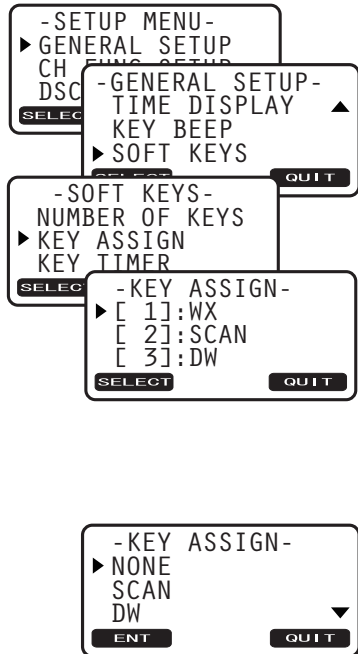 -SETUP MENU-
GENERAL SETUP
CH FUNC SETUP
DSC
-GENERAL SETUP-
TIME DISPLAY
KEY BEEP
SOFT KEYS
QUIT
-SOFT KEYS-
NUMBER OF KEYS
KEY ASSIGN
KEY TIMER
-KEY ASSIGN-
[ 1]:WX
[ 2]:SCAN
[ 3]:DW
SELECT QUIT
-KEY ASSIGN-
NONE
SCAN
DW
ENT QUIT